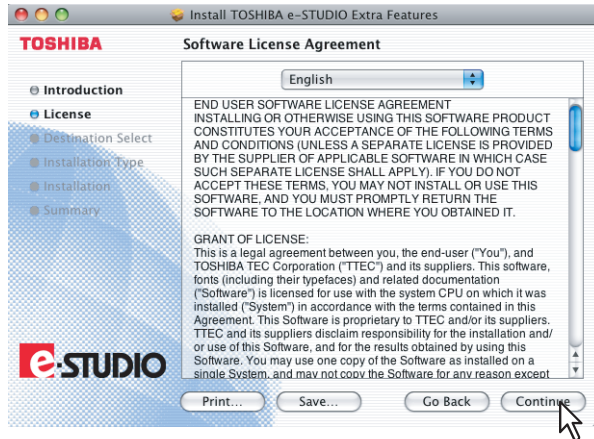 Install TOSHIBA e-STUDIO Extra Features
TOSHIBA
Software License Agreement
Introduction
License
Destination Select
Installation Type
Installation
Summary
English
END USER SOFTWARE LICENSE AGREEMENT
INSTALLING OR OTHERWISE USING THIS SOFTWARE PRODUCT
CONSTITUTES YOUR ACCEPTANCE OF THE FOLLOWING TERMS
AND CONDITIONS (UNLESS A SEPARATE LICENSE IS PROVIDED
BY THE SUPPLIER OF APPLICABLE SOFTWARE IN WHICH CASE
SUCH SEPARATE LICENSE SHALL APPLY). IF YOU DO NOT
ACCEPT THESE TERMS, YOU MAY NOT INSTALL OR USE THIS
SOFTWARE, AND YOU MUST PROMPTLY RETURN THE
SOFTWARE TO THE LOCATION WHERE YOU OBTAINED IT.
GRANT OF LICENSE:
This is a legal agreement between you, the end-user ("You"), and
TOSHIBA TEC Corporation ("TTEC") and its suppliers. This software,
fonts (including their typefaces) and related documentation
("Software") is licensed for use with the system CPU on which it was
installed ("System") in accordance with the terms contained in this
Agreement. This Software is proprietary to TTEC and/or its suppliers.
TTEC and its suppliers disclaim responsibility for the installation and/
or use of this Software, and for the results obtained by using this
Software. You may use one copy of the Software as installed on a
single System, and may not copy the Software for any reason except
e-STUDIO
Print...
Save...
Go Back
Continue